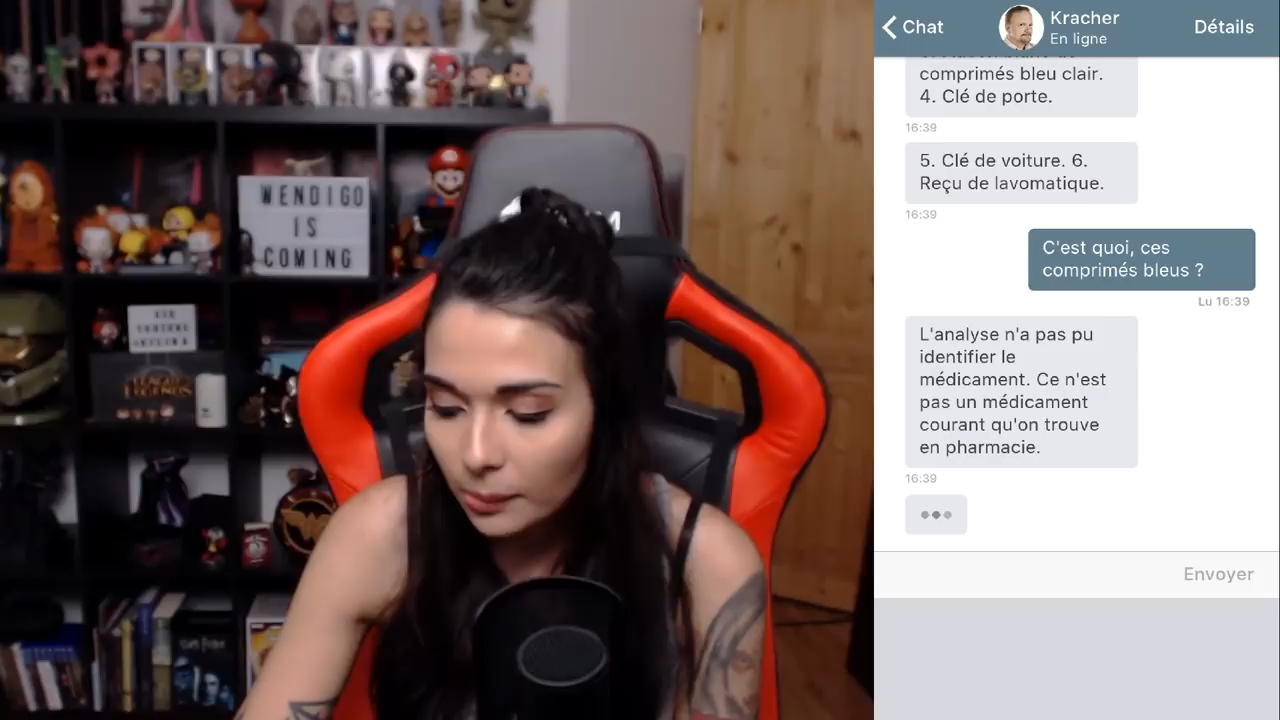 Chat
Kracher
En ligne
Détails
comprimés bleu clair.
4. Clé de porte.
16:39
5. Clé de voiture. 6.
Reçu de lavomatique.
16:39
C'est quoi, ces
comprimés bleus ?
Lu 16:39
L'analyse n'a pas pu
identifier le
médicament. Ce n'est
pas un médicament
courant qu'on trouve
en pharmacie.
16:39
Envoyer
WENDIGO
IS
COMING
LEGENDS